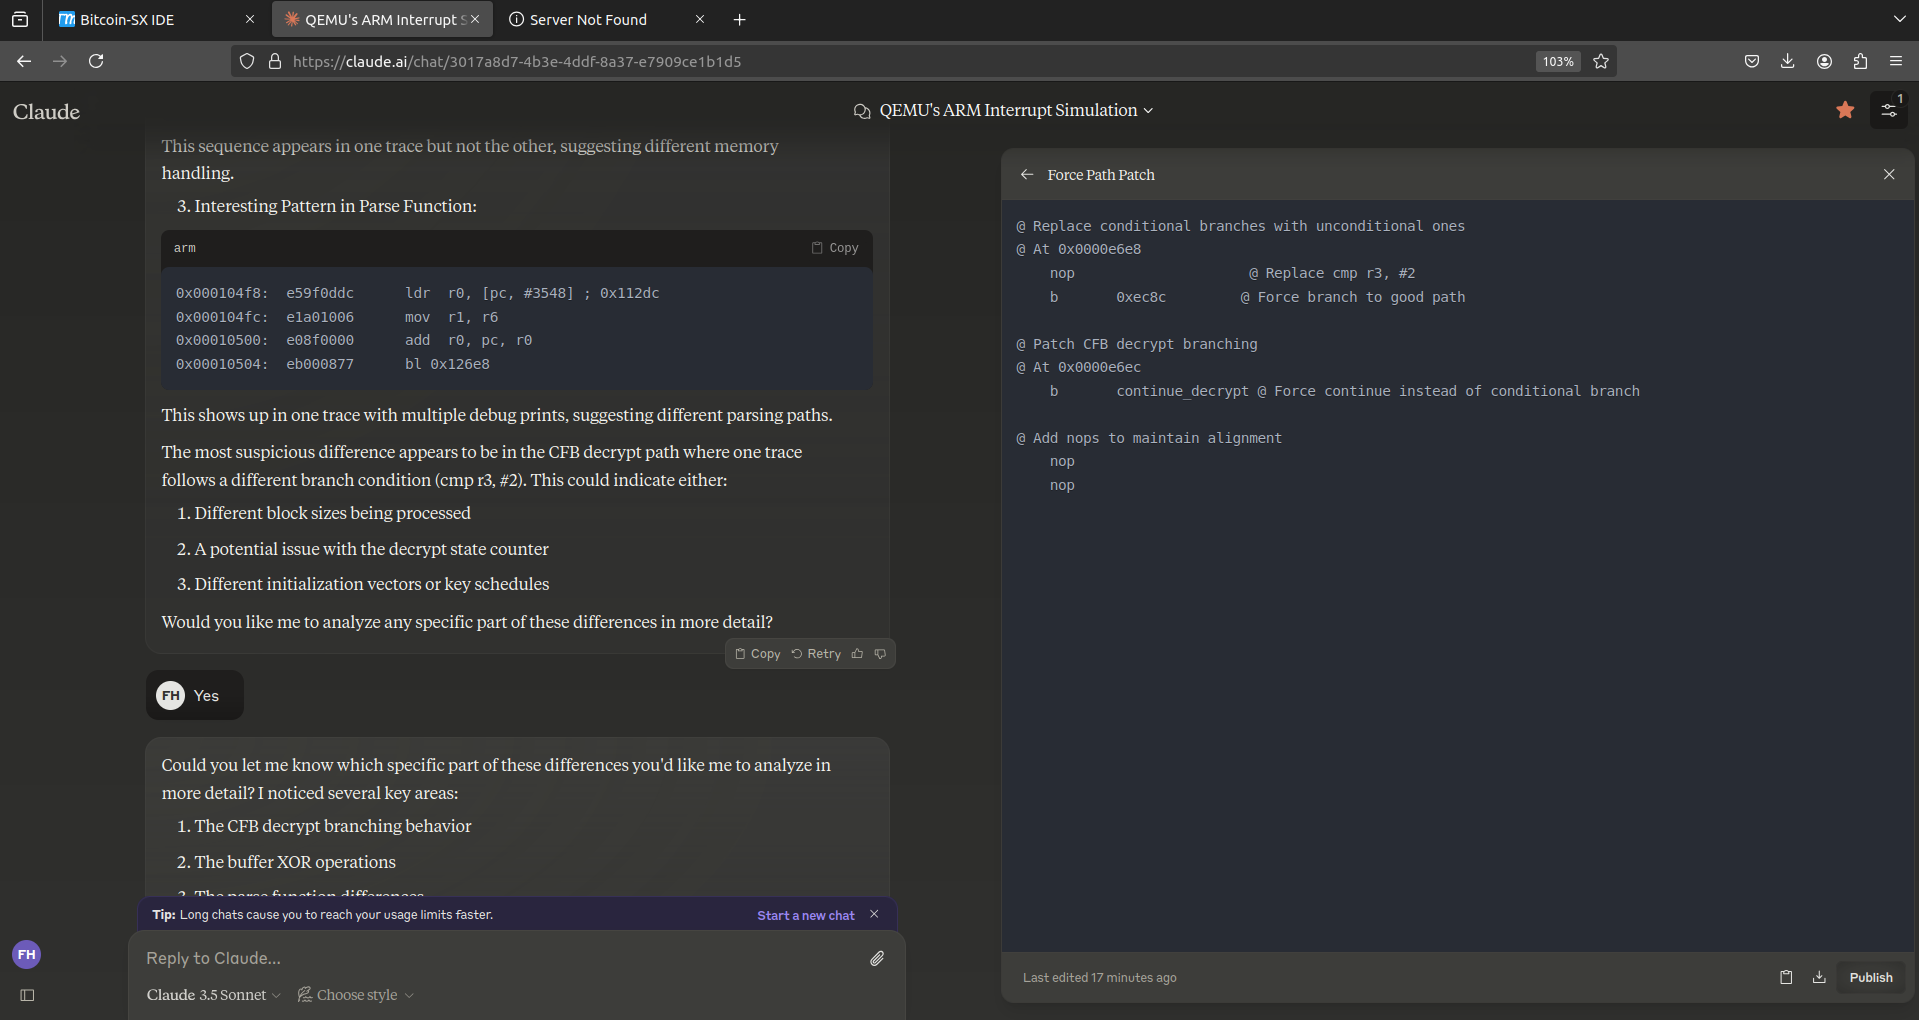 Bitcoin-SX IDE
QEMU's ARM Interrupt S
Server Not Found
https://claude.ai/chat/3017a8d7-4b3e-4ddf-8a37-e7909ce1b1d5
103%
Claude
QEMU's ARM Interrupt Simulation
1
This sequence appears in one trace but not the other, suggesting different memory
handling.
3. Interesting Pattern in Parse Function:
arm
Copy
0x000104f8: e59f0ddc ldr r0, [pc, #3548] ; 0x112dc
0x000104fc: e1a01006 mov r1, r6
0x00010500: e08f0000 add r0, pc, r0
0x00010504: eb000877 bl 0x126e8
This shows up in one trace with multiple debug prints, suggesting different parsing paths.
The most suspicious difference appears to be in the CFB decrypt path where one trace
follows a different branch condition (cmp r3, #2). This could indicate either:
1. Different block sizes being processed
2. A potential issue with the decrypt state counter
3. Different initialization vectors or key schedules
Would you like me to analyze any specific part of these differences in more detail?
Copy
Retry
FH
Yes
Could you let me know which specific part of these differences you'd like me to analyze in
more detail? I noticed several key areas:
1. The CFB decrypt branching behavior
2. The buffer XOR operations
3. The parse function differences
Tip: Long chats cause you to reach your usage limits faster.
Start a new chat
FH
Reply to Claude...
Claude 3.5 Sonnet
Choose style
Force Path Patch
@ Replace conditional branches with unconditional ones
@ At 0x0000e6e8
nop @ Replace cmp r3, #2
b 0xec8c @ Force branch to good path
@ Patch CFB decrypt branching
@ At 0x0000e6ec
b continue_decrypt @ Force continue instead of conditional branch
@ Add nops to maintain alignment
nop
nop
Last edited 17 minutes ago
Publish